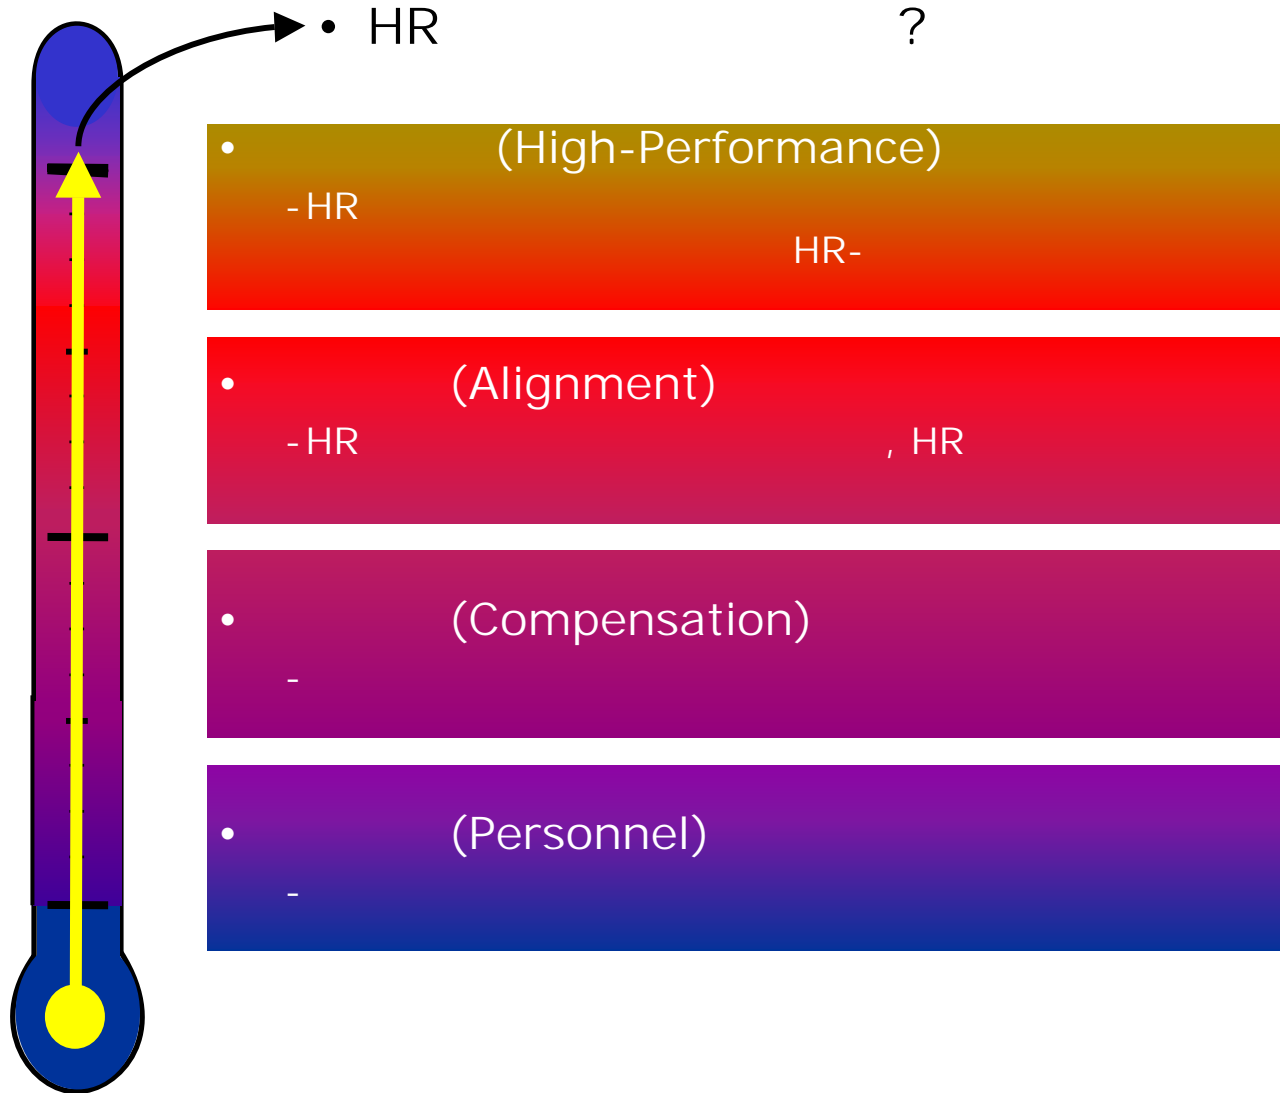 • HR ?
• (High-Performance)
-HR
HR-
• (Alignment)
-HR , HR
• (Compensation)
-
• (Personnel)
-